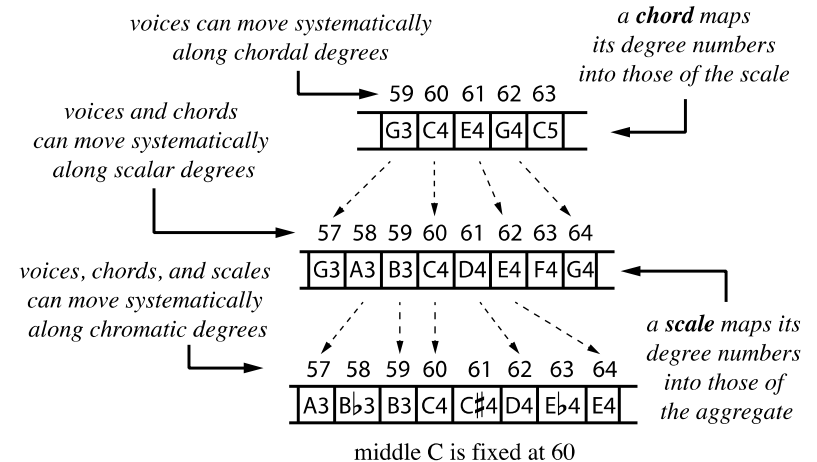 voices can move systematically
along chordal degrees
a chord maps
its degree numbers
into those of the scale
59 60 61 62 63
G3 C4 E4 G4 C5
voices and chords
can move systematically
along scalar degrees
57 58 59 60 61 62 63 64
G3 A3 B3 C4 D4 E4 F4 G4
voices, chords, and scales
can move systematically
along chromatic degrees
a scale maps its
degree numbers
into those of
the aggregate
57 58 59 60 61 62 63 64
A3 B♭3 B3 C4 C♯4 D4 E♭4 E4
middle C is fixed at 60